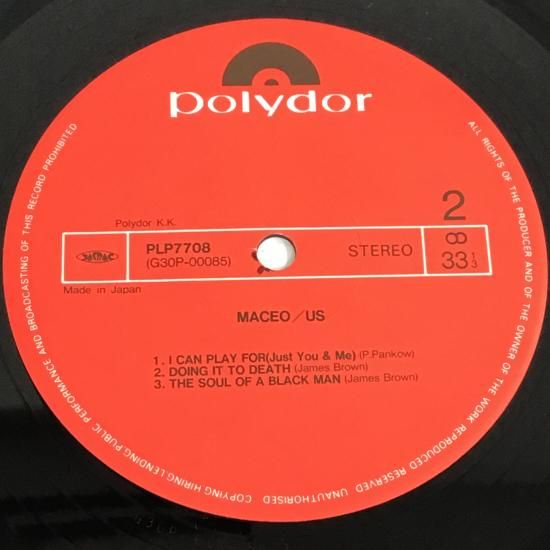 polydor
2
Polydor K.K.
PLP7708
(G30P-00085)
STEREO
33 1/3
Made in Japan
MACEO/US
1. I CAN PLAY FOR(Just You & Me) (P.Pankow)
2. DOING IT TO DEATH (James Brown)
3. THE SOUL OF A BLACK MAN (James Brown)
ALL RIGHTS OF THE PRODUCER AND OF THE OWNER OF THE WORK REPRODUCED RESERVED UNAUTHORISED COPYING HIRING LENDING, PUBLIC PERFORMANCE AND BROADCASTING OF THIS RECORD PROHIBITED